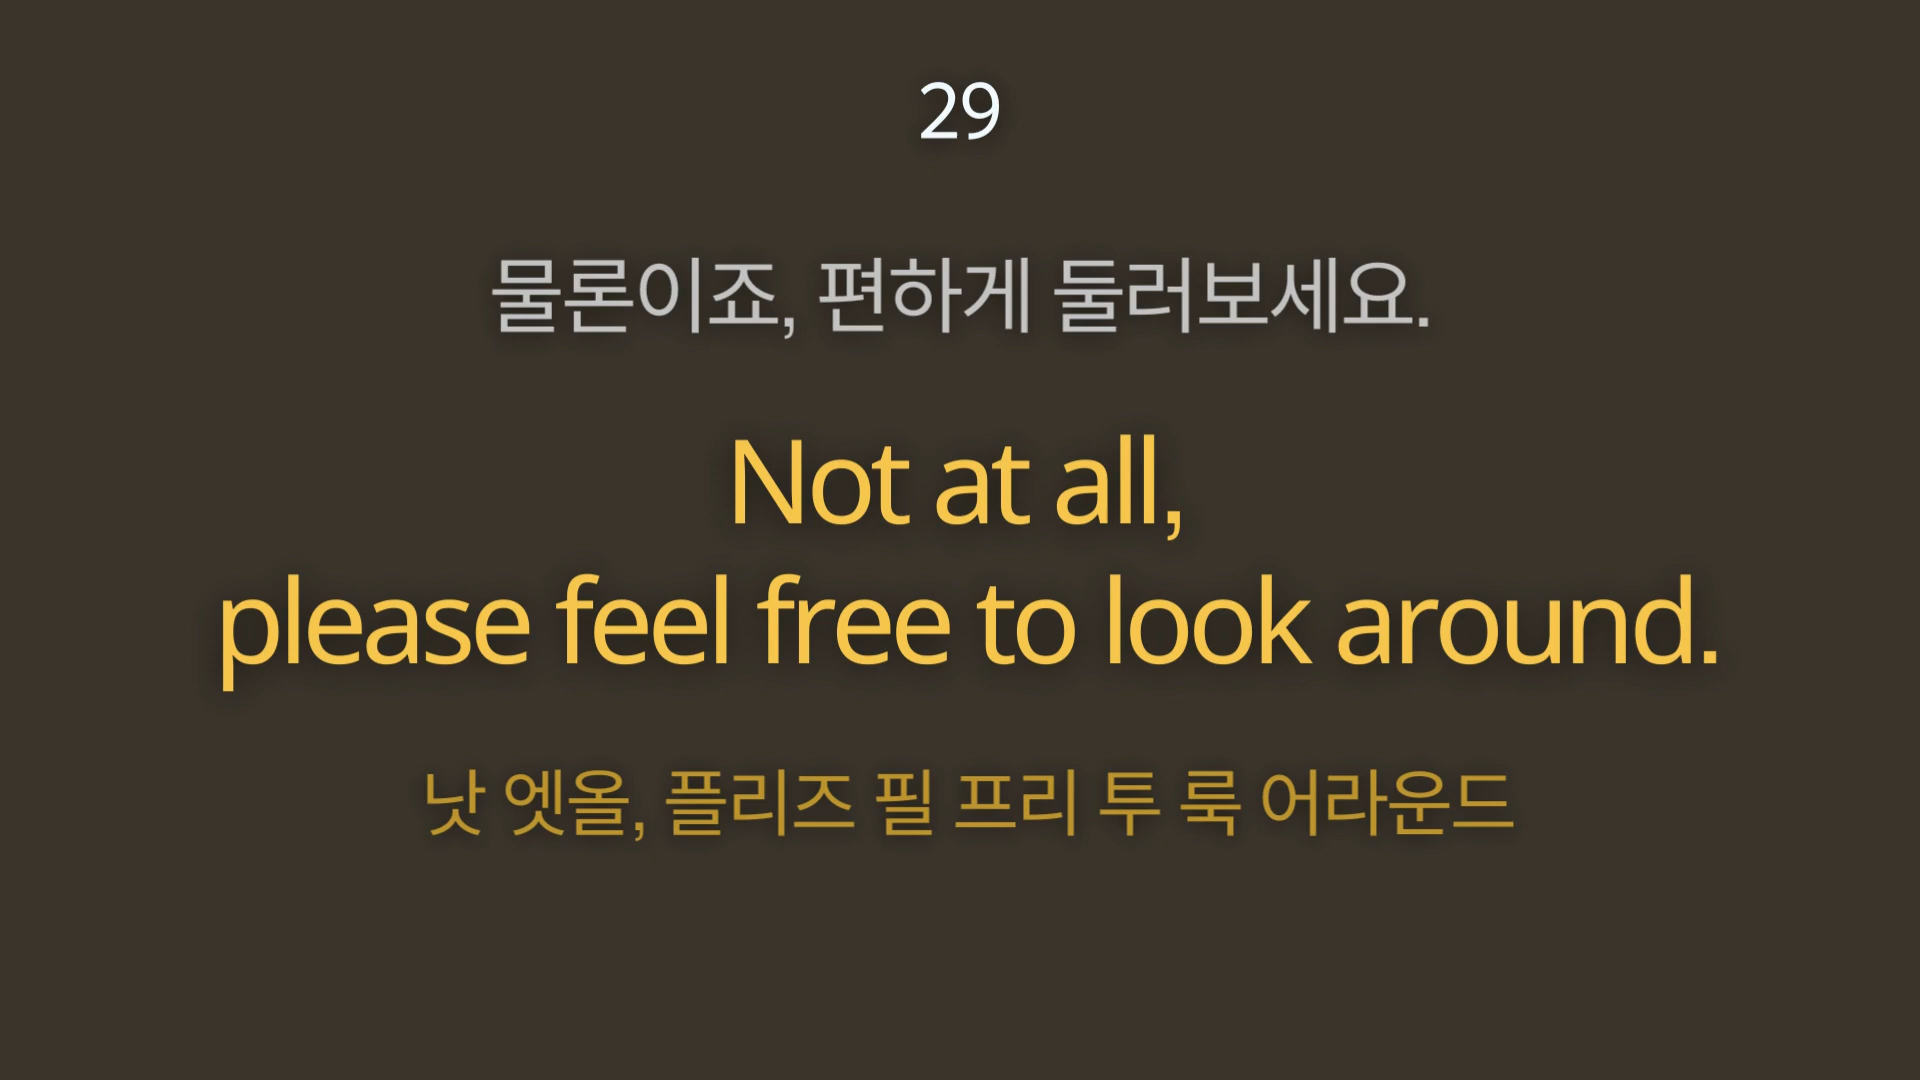 29
물론이죠, 편하게 둘러보세요.
Not at all,
please feel free to look around.
낫 엣올, 플리즈 필 프리 투 룩 어라운드